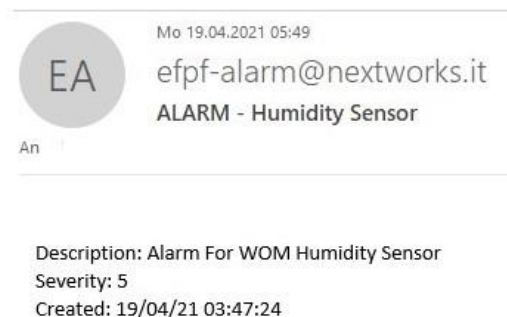 Mo 19.04.2021 05:49
EA
efpf-alarm@nextworks.it
ALARM - Humidity Sensor
An
Description: Alarm For WOM Humidity Sensor
Severity: 5
Created: 19/04/21 03:47:24